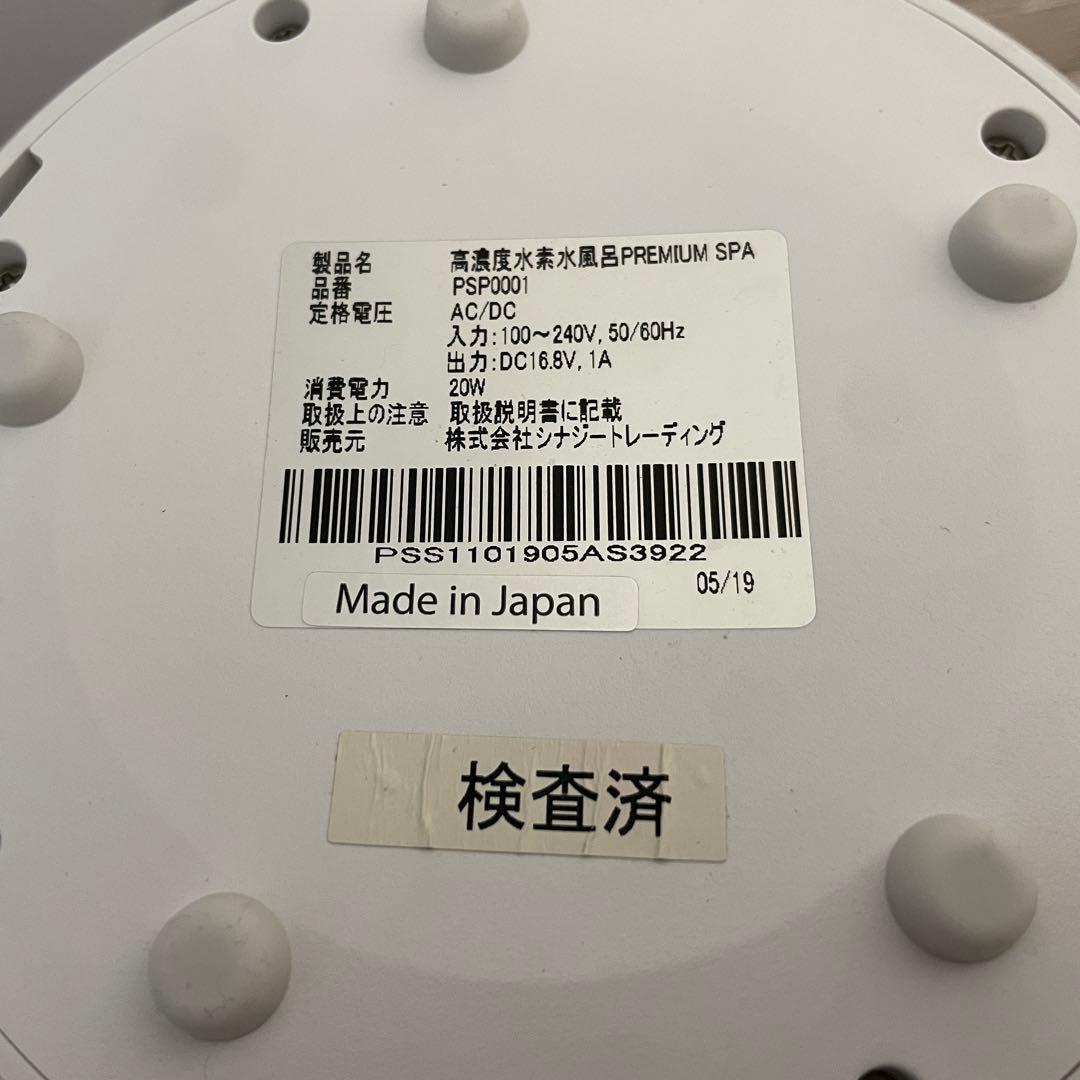 製品名 高濃度水素水風呂PREMIUM SPA
品番 PSP0001
定格電圧 AC/DC
入力:100～240V, 50/60Hz
出力:DC16.8V, 1A
消費電力 20W
取扱上の注意 取扱説明書に記載
販売元 株式会社シナジートレーディング
PSS1101905AS3922
Made in Japan 05/19
検査済